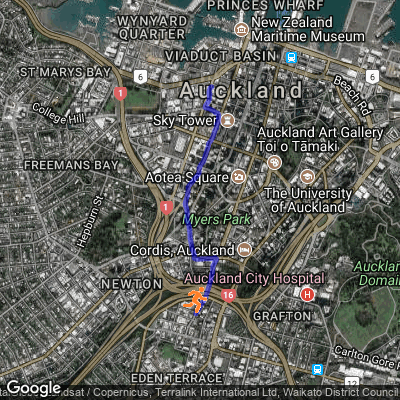 PRINCES WHARF
WYNYARD
QUARTER
New Zealand
Maritime Museum
VIADUCT BASIN
ST MARYS BAY
6
6
1
Auckland
Beach Rd
College Hill
Sky Tower
Auckland Art Gallery
Toi o Tāmaki
FREEMANS BAY
Aotea Square
The University
of Auckland
Hepburn St
1
Myers Park
Cordis, Auckland
Auckland City Hospital
Auckland
Domain
NEWTON
16
H
GRAFTON
Carlton Gore R
EDEN TERRACE
12
Google
ndsat / Copernicus, Terralink International Ltd, Waikato District Council